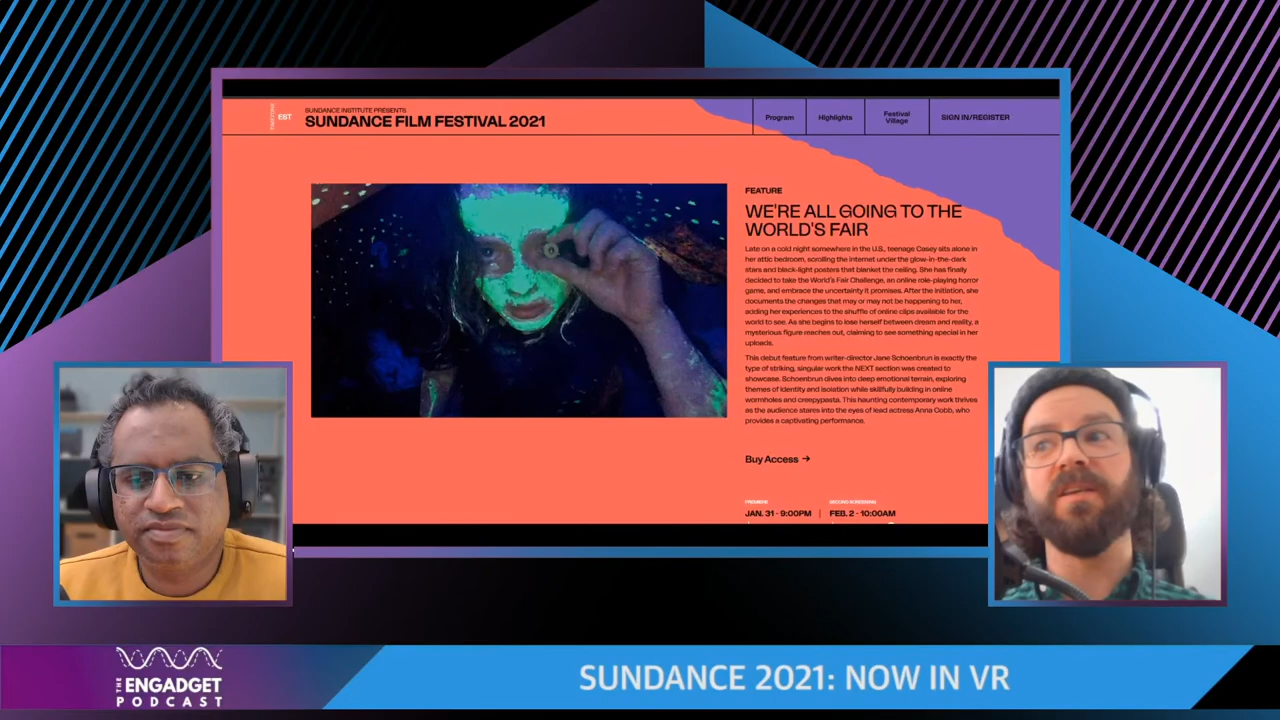 EST
SUNDANCE INSTITUTE PRESENTS
SUNDANCE FILM FESTIVAL 2021
Program
Highlights
Festival
Village
SIGN IN/REGISTER
FEATURE
WE'RE ALL GOING TO THE
WORLD'S FAIR
Late on a cold night somewhere in the U.S., teenage Casey sits alone in
her attic bedroom, scrolling the internet under the glow-in-the-dark
stars and black-light posters that blanket the ceiling. She has finally
decided to take the World's Fair Challenge, an online role-playing horror
game, and embrace the uncertainty it promises. After the initiation, she
documents the changes that may or may not be happening to her,
adding her experiences to the shuffle of online clips available for the
world to see. As she begins to lose herself between dream and reality, a
mysterious figure reaches out, claiming to see something special in her
uploads.
This debut feature from writer-director Jane Schoenbrun is exactly the
type of striking, singular work the NEXT section was created to
showcase. Schoenbrun dives into deep emotional terrain, exploring
themes of identity and isolation while skillfully building in online
wormholes and creepypasta. This haunting contemporary work thrives
as the audience stares into the eyes of lead actress Anna Cobb, who
provides a captivating performance.
Buy Access →
PREMIERE
SECOND SCREENING
JAN. 31 - 9:00PM | FEB. 2 - 10:00AM
THE ENGADGET
PODCAST
SUNDANCE 2021: NOW IN VR